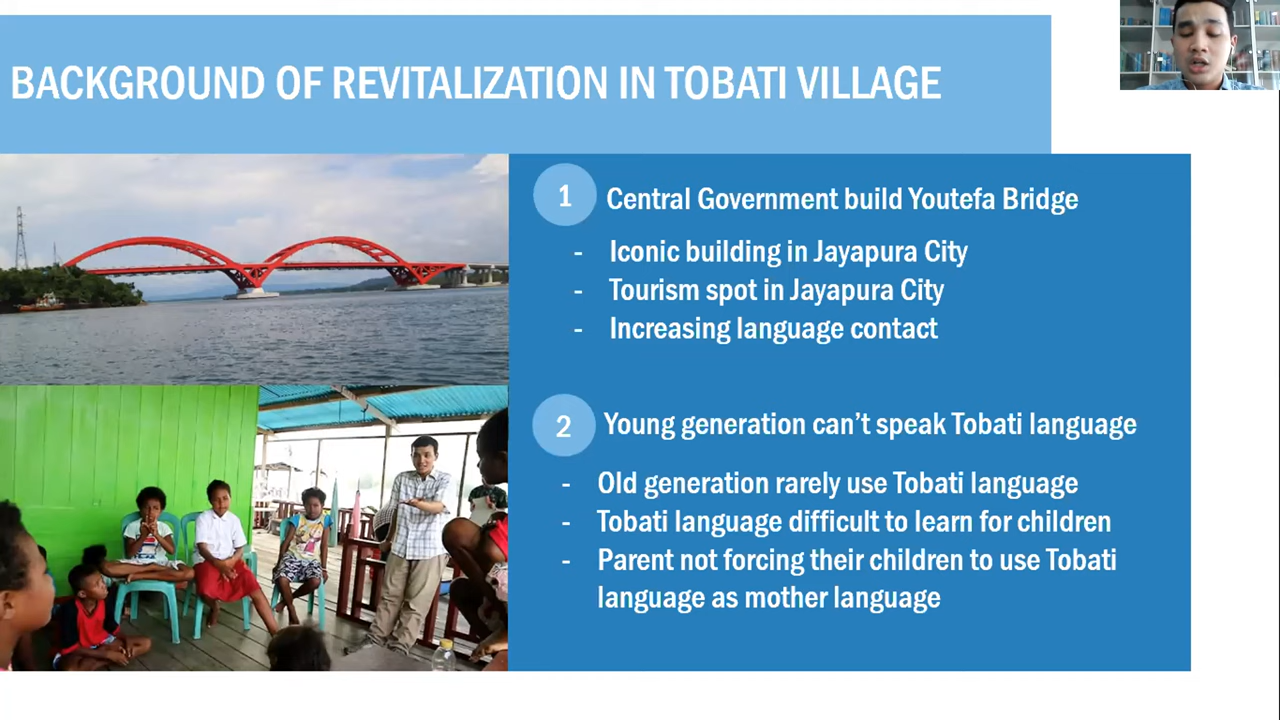 BACKGROUND OF REVITALIZATION IN TOBATI VILLAGE
1 Central Government build Youtefa Bridge
- Iconic building in Jayapura City
- Tourism spot in Jayapura City
- Increasing language contact
2 Young generation can’t speak Tobati language
- Old generation rarely use Tobati language
- Tobati language difficult to learn for children
- Parent not forcing their children to use Tobati
language as mother language